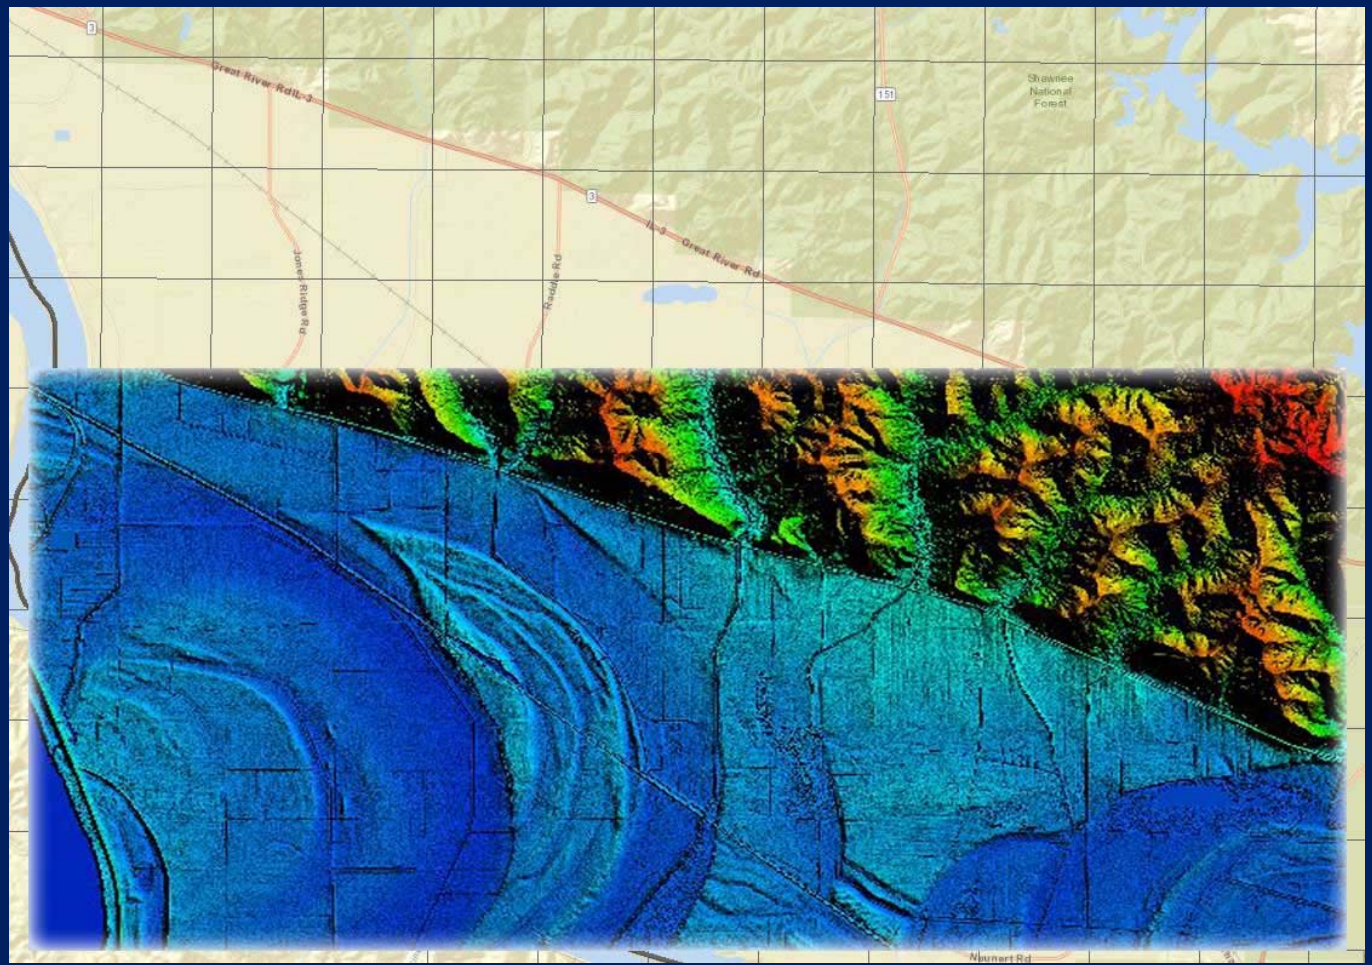 3
Great River Rd
IL-3
151
Shawnee
National
Forest
3
IL-3
Great River Rd
Jones Ridge Rd
Raddle Rd
Neunert Rd